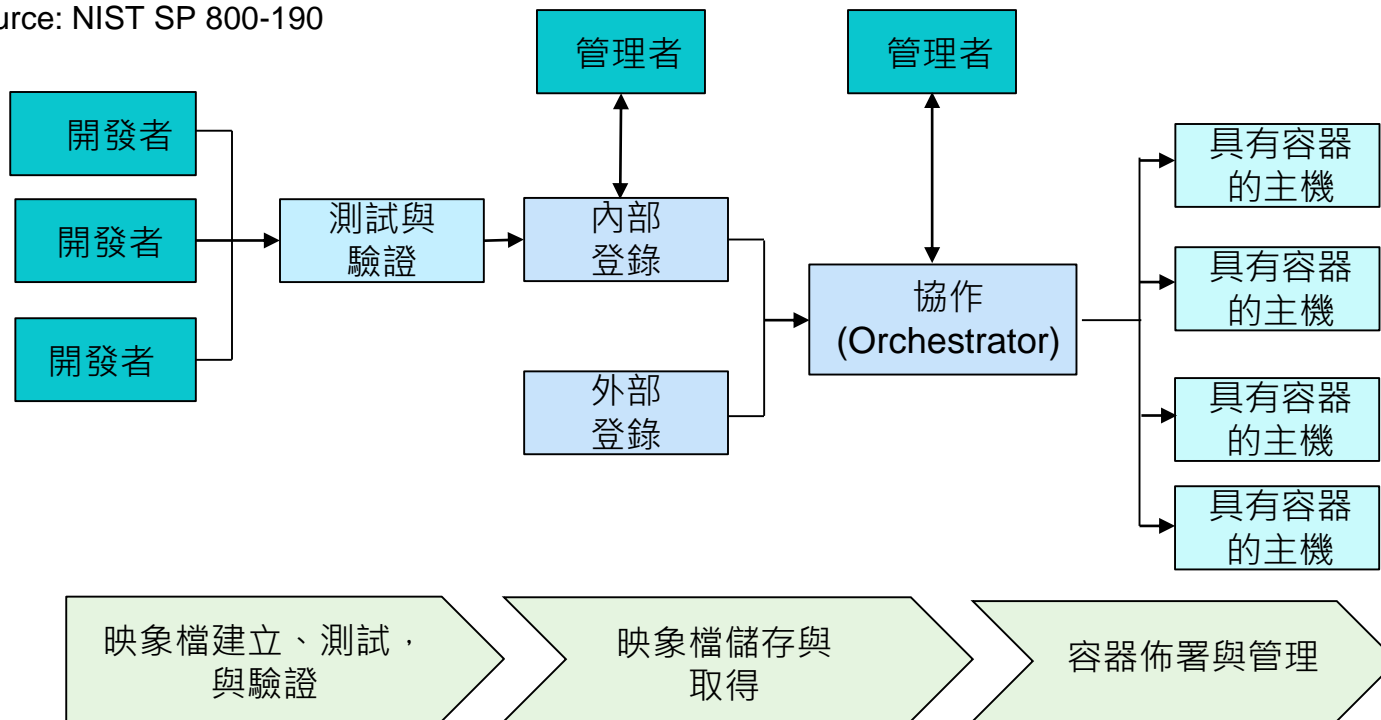 urce: NIST SP 800-190
管理者
管理者
開發者
開發者
開發者
測試與
驗證
內部
登錄
外部
登錄
協作
(Orchestrator)
具有容器
的主機
具有容器
的主機
具有容器
的主機
具有容器
的主機
映象檔建立、測試，
與驗證
映象檔儲存與
取得
容器佈署與管理